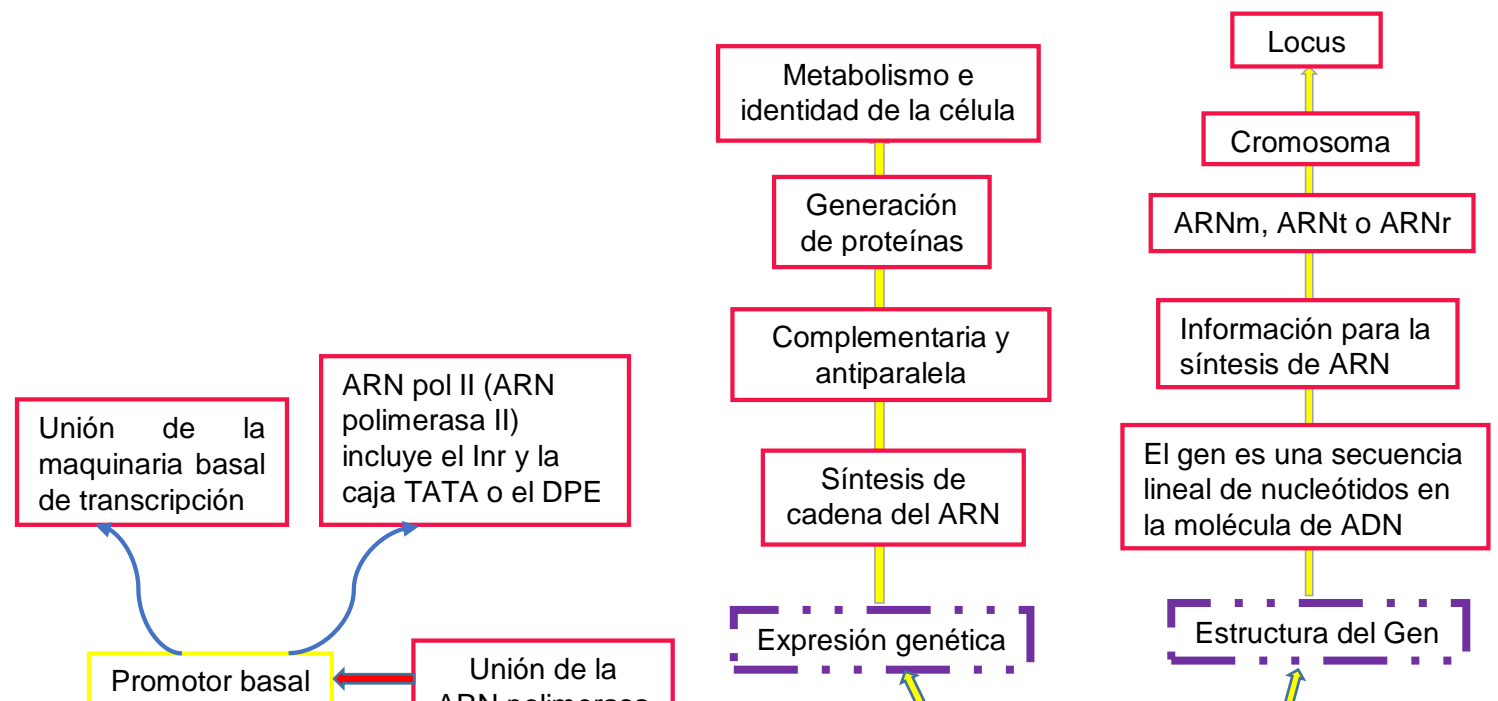 Locus
Metabolismo e
identidad de la célula
Cromosoma
Generación
de proteínas
ARNm, ARNt o ARNr
Complementaria y
antiparalela
Información para la
síntesis de ARN
ARN pol II (ARN
polimerasa II)
incluye el Inr y la
caja TATA o el DPE
Unión de la
maquinaria basal
de transcripción
Síntesis de
cadena del ARN
El gen es una secuencia
lineal de nucleótidos en
la molécula de ADN
Expresión genética
Estructura del Gen
Promotor basal
Unión de la
ARN polimerasa